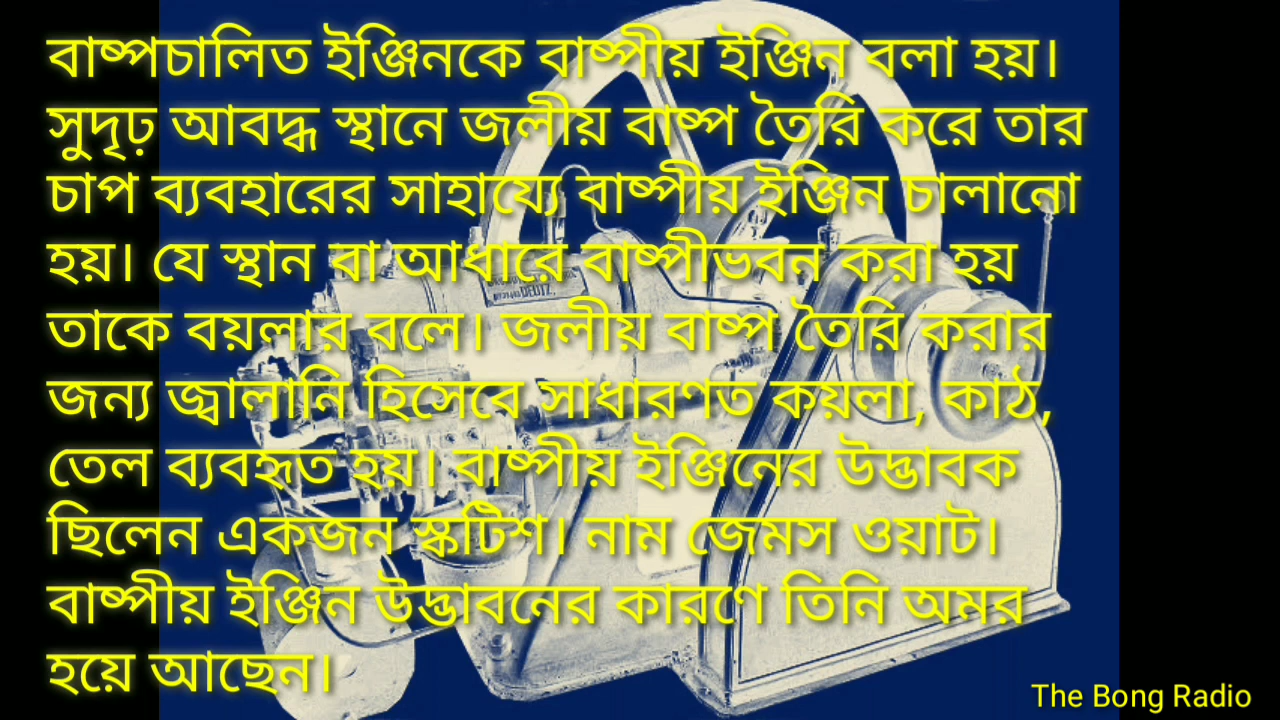 বাষ্পচালিত ইঞ্জিনকে বাষ্পীয় ইঞ্জিন বলা হয়।
সুদৃঢ় আবদ্ধ স্থানে জলীয় বাষ্প তৈরি করে তার
চাপ ব্যবহারের সাহায্যে বাষ্পীয় ইঞ্জিন চালানো
হয়। যে স্থান বা আধারে বাষ্পীভবন করা হয়
তাকে বয়লার বলে। জলীয় বাষ্প তৈরি করার
জন্য জ্বালানি হিসেবে সাধারণত কয়লা, কাঠ,
তেল ব্যবহৃত হয়। বাষ্পীয় ইঞ্জিনের উদ্ভাবক
ছিলেন একজন স্কটিশ। নাম জেমস ওয়াট।
বাষ্পীয় ইঞ্জিন উদ্ভাবনের কারণে তিনি অমর
হয়ে আছেন।
DEUTZ
The Bong Radio